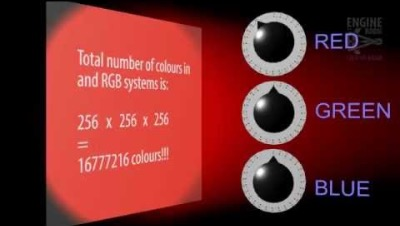 Total number of colours in
and RGB systems is:
256 x 256 x 256
=
16777216 colours!!!
RED
GREEN
BLUE
ENGINE